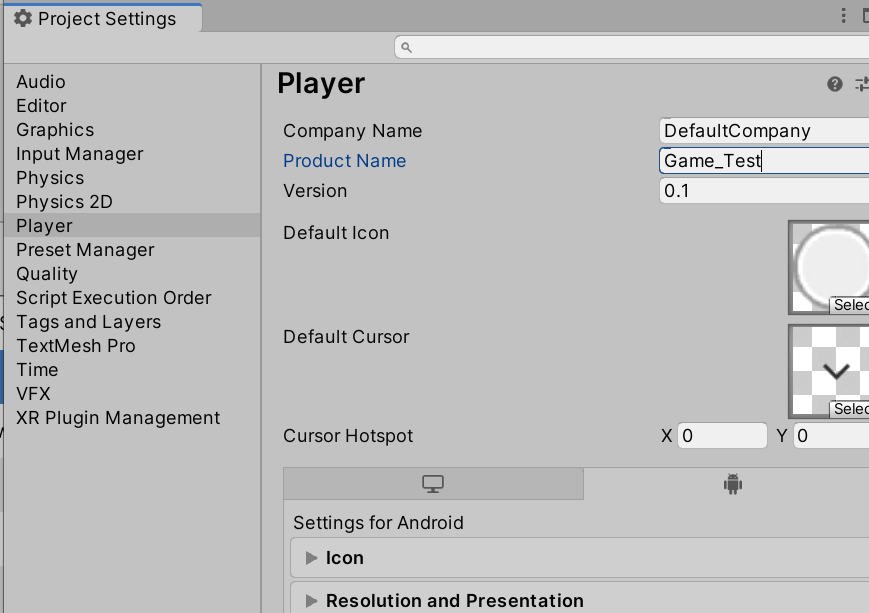 Project Settings
Audio
Editor
Graphics
Input Manager
Physics
Physics 2D
Player
Preset Manager
Quality
Script Execution Order
Tags and Layers
TextMesh Pro
Time
VFX
XR Plugin Management
Player
Company Name DefaultCompany
Product Name Game_Test
Version 0.1
Default Icon
Selec
Default Cursor
Selec
Cursor Hotspot X 0 Y 0
Settings for Android
Icon
Resolution and Presentation